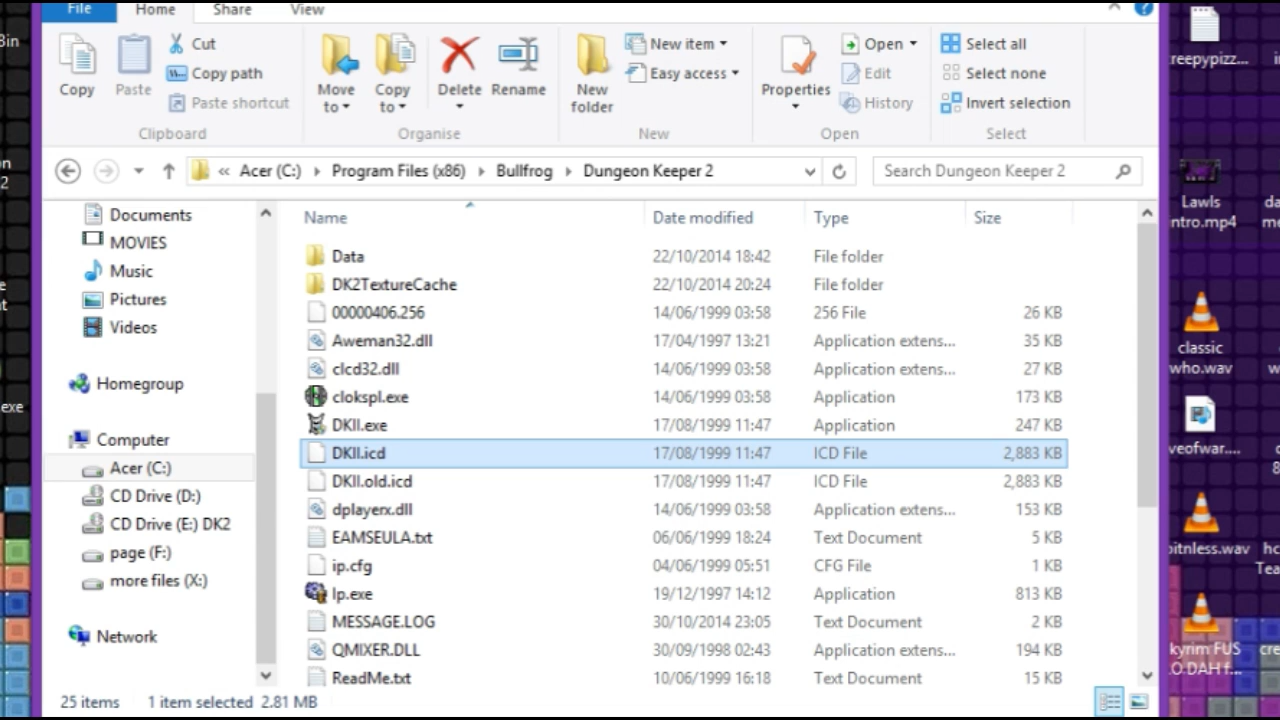 File Home Share View
Copy
Paste
Cut
Copy path
Paste shortcut
Clipboard
Move to
Copy to
Delete
Rename
Organise
New folder
New item
Easy access
New
Properties
Open
Edit
History
Open
Select all
Select none
Invert selection
Select
« Acer (C:) Program Files (x86) Bullfrog Dungeon Keeper 2
Search Dungeon Keeper 2
Documents
MOVIES
Music
Pictures
Videos
Homegroup
Computer
Acer (C:)
CD Drive (D:)
CD Drive (E:) DK2
page (F:)
more files (X:)
Network
Name Date modified Type Size
Data 22/10/2014 18:42 File folder
DK2TextureCache 22/10/2014 20:24 File folder
00000406.256 14/06/1999 03:58 256 File 26 KB
Aweman32.dll 17/04/1997 13:21 Application extens... 35 KB
clcd32.dll 14/06/1999 03:58 Application extens... 27 KB
clokspl.exe 14/06/1999 03:58 Application 173 KB
DKII.exe 17/08/1999 11:47 Application 247 KB
DKII.icd 17/08/1999 11:47 ICD File 2,883 KB
DKII.old.icd 17/08/1999 11:47 ICD File 2,883 KB
dplayerx.dll 14/06/1999 03:58 Application extens... 153 KB
EAMSEULA.txt 06/06/1999 18:24 Text Document 5 KB
ip.cfg 04/06/1999 05:51 CFG File 1 KB
Ip.exe 19/12/1997 14:12 Application 813 KB
MESSAGE.LOG 30/10/2014 23:05 Text Document 2 KB
QMIXER.DLL 30/09/1998 02:43 Application extens... 194 KB
ReadMe.txt 10/06/1999 16:18 Text Document 15 KB
25 items 1 item selected 2.81 MB
reepypizz...
Lawls
ntro.mp4
classic
who.wav
veofwar....
oitnless.wav
kyrim FUS
O DAH f...